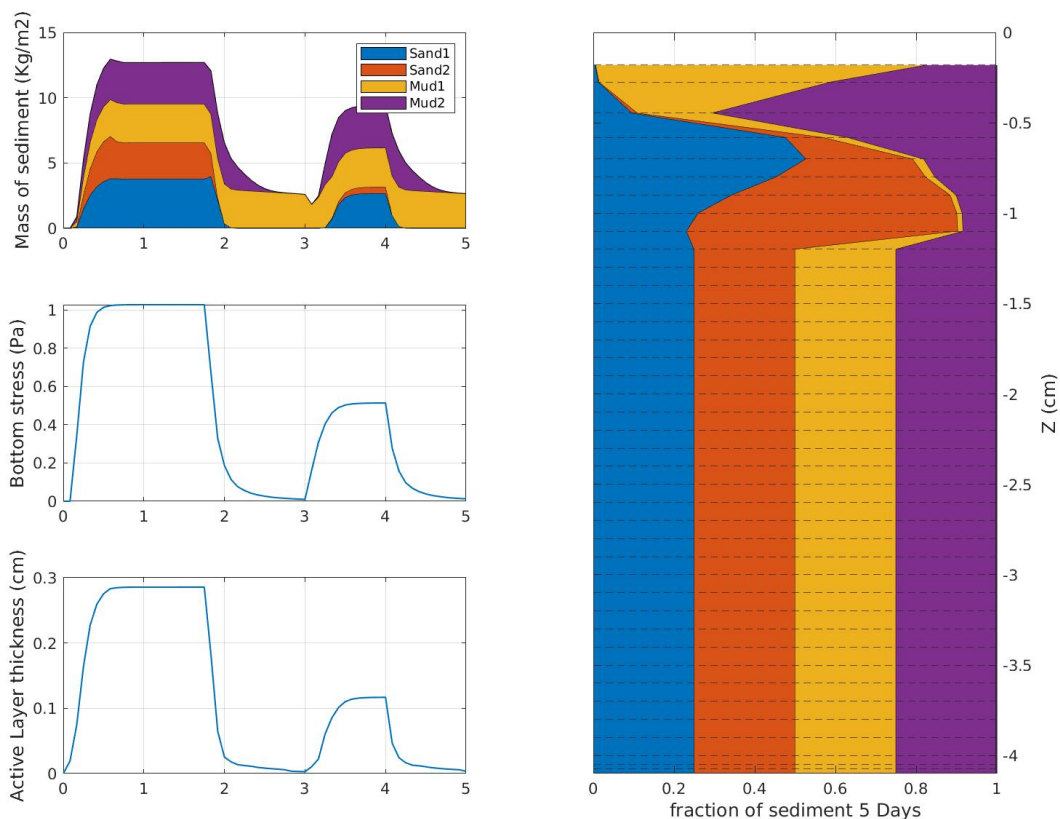 15
10
5
0
Mass of sediment (Kg/m2)
Sand1
Sand2
Mud1
Mud2
0 1 2 3 4 5
1
0.8
0.6
0.4
0.2
0
Bottom stress (Pa)
0 1 2 3 4 5
0.3
0.2
0.1
0
Active Layer thickness (cm)
0 1 2 3 4 5
0
-0.5
-1
-1.5
-2
-2.5
-3
-3.5
-4
Z (cm)
0 0.2 0.4 0.6 0.8 1
fraction of sediment 5 Days